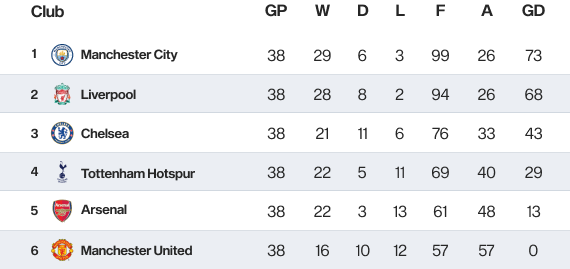 Club GP W D L F A GD
1 Manchester City 38 29 6 3 99 26 73
2 Liverpool 38 28 8 2 94 26 68
3 Chelsea 38 21 11 6 76 33 43
4 Tottenham Hotspur 38 22 5 11 69 40 29
5 Arsenal 38 22 3 13 61 48 13
6 Manchester United 38 16 10 12 57 57 0